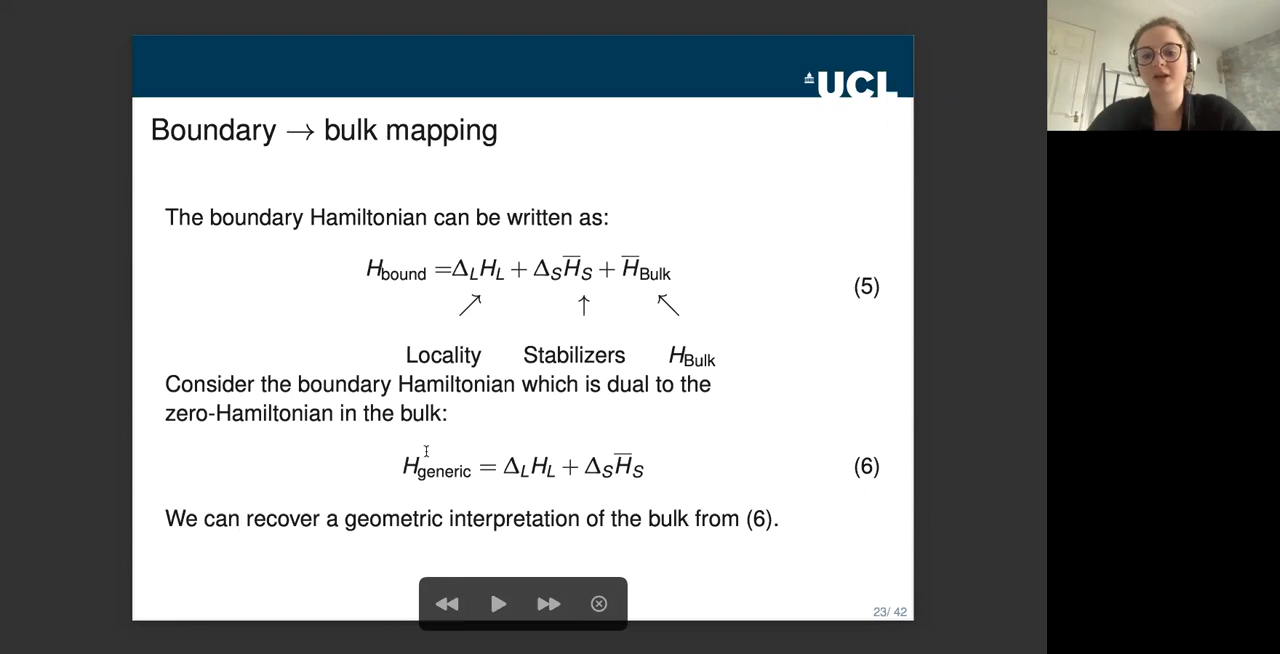 UCL
Boundary → bulk mapping
The boundary Hamiltonian can be written as:
H_bound =Δ_L H_L + Δ_S H̅_S + H̅_Bulk
(5)
Locality Stabilizers H_Bulk
Consider the boundary Hamiltonian which is dual to the
zero-Hamiltonian in the bulk:
H_generic = Δ_L H_L + Δ_S H̅_S
(6)
We can recover a geometric interpretation of the bulk from (6).
23/ 42